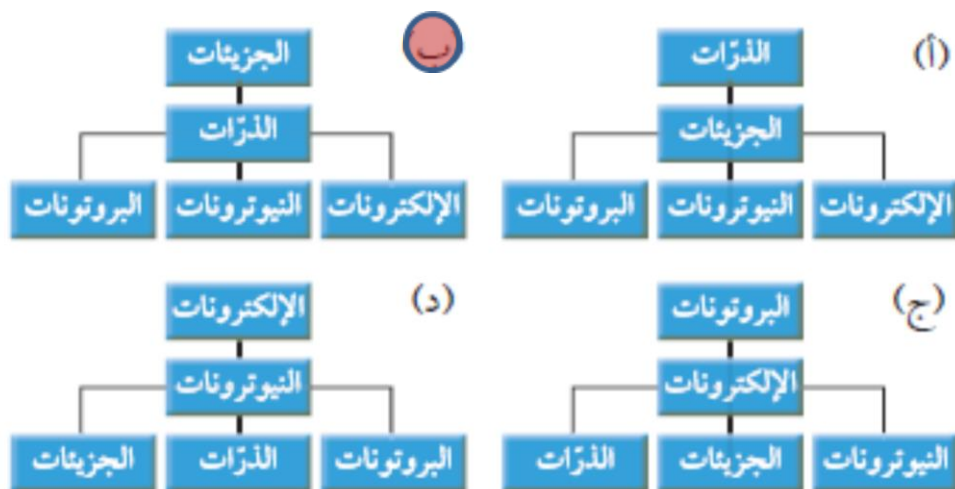 (أ)
الذرّات
الجزيئات
الإلكترونات النيوترونات البروتونات
ب
الجزيئات
الذرّات
الإلكترونات النيوترونات البروتونات
(ج)
البروتونات
الإلكترونات
النيوترونات الجزيئات الذرّات
(د)
الإلكترونات
النيوترونات
البروتونات الذرّات الجزيئات